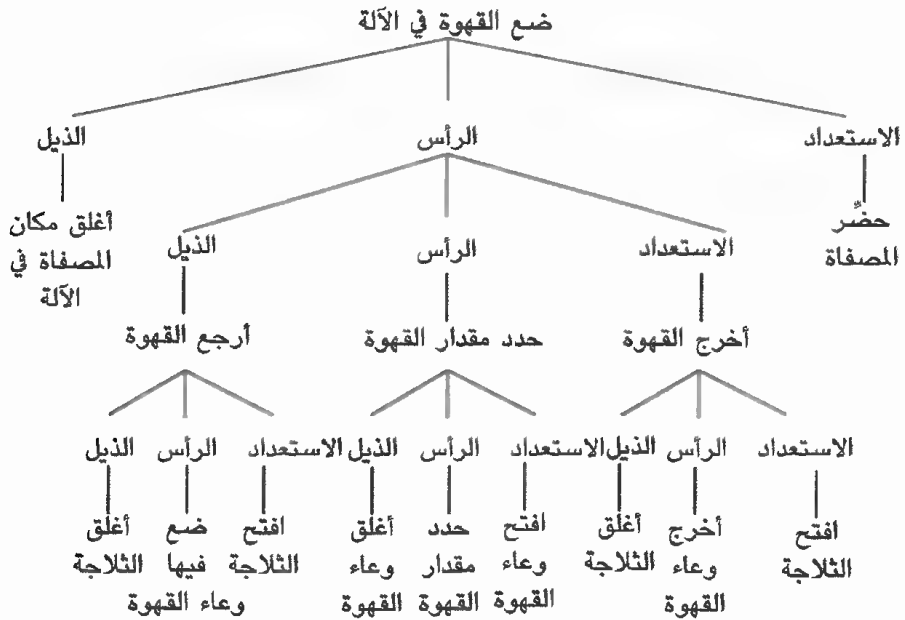 ضع القهوة في الآلة
الاستعداد الرأس الذيل
حضِّر
المصفاة
أغلق مكان
المصفاة في
الآلة
الاستعداد الرأس الذيل
أخرج القهوة حدد مقدار القهوة أرجع القهوة
الاستعداد الرأس الذيل الاستعداد الرأس الذيل الاستعداد الرأس الذيل
افتح
الثلاجة
أخرج
وعاء
القهوة
أغلق
الثلاجة
افتح
وعاء
القهوة
حدد
مقدار
القهوة
أغلق
وعاء
القهوة
افتح
الثلاجة
ضع
فيها
وعاء القهوة
أغلق
الثلاجة